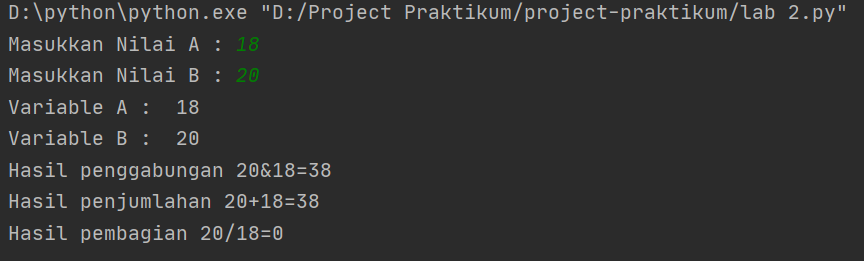 D:\python\python.exe "D:/Project Praktikum/project-praktikum/lab 2.py"
Masukkan Nilai A : 18
Masukkan Nilai B : 20
Variable A :  18
Variable B :  20
Hasil penggabungan 20&18=38
Hasil penjumlahan 20+18=38
Hasil pembagian 20/18=0